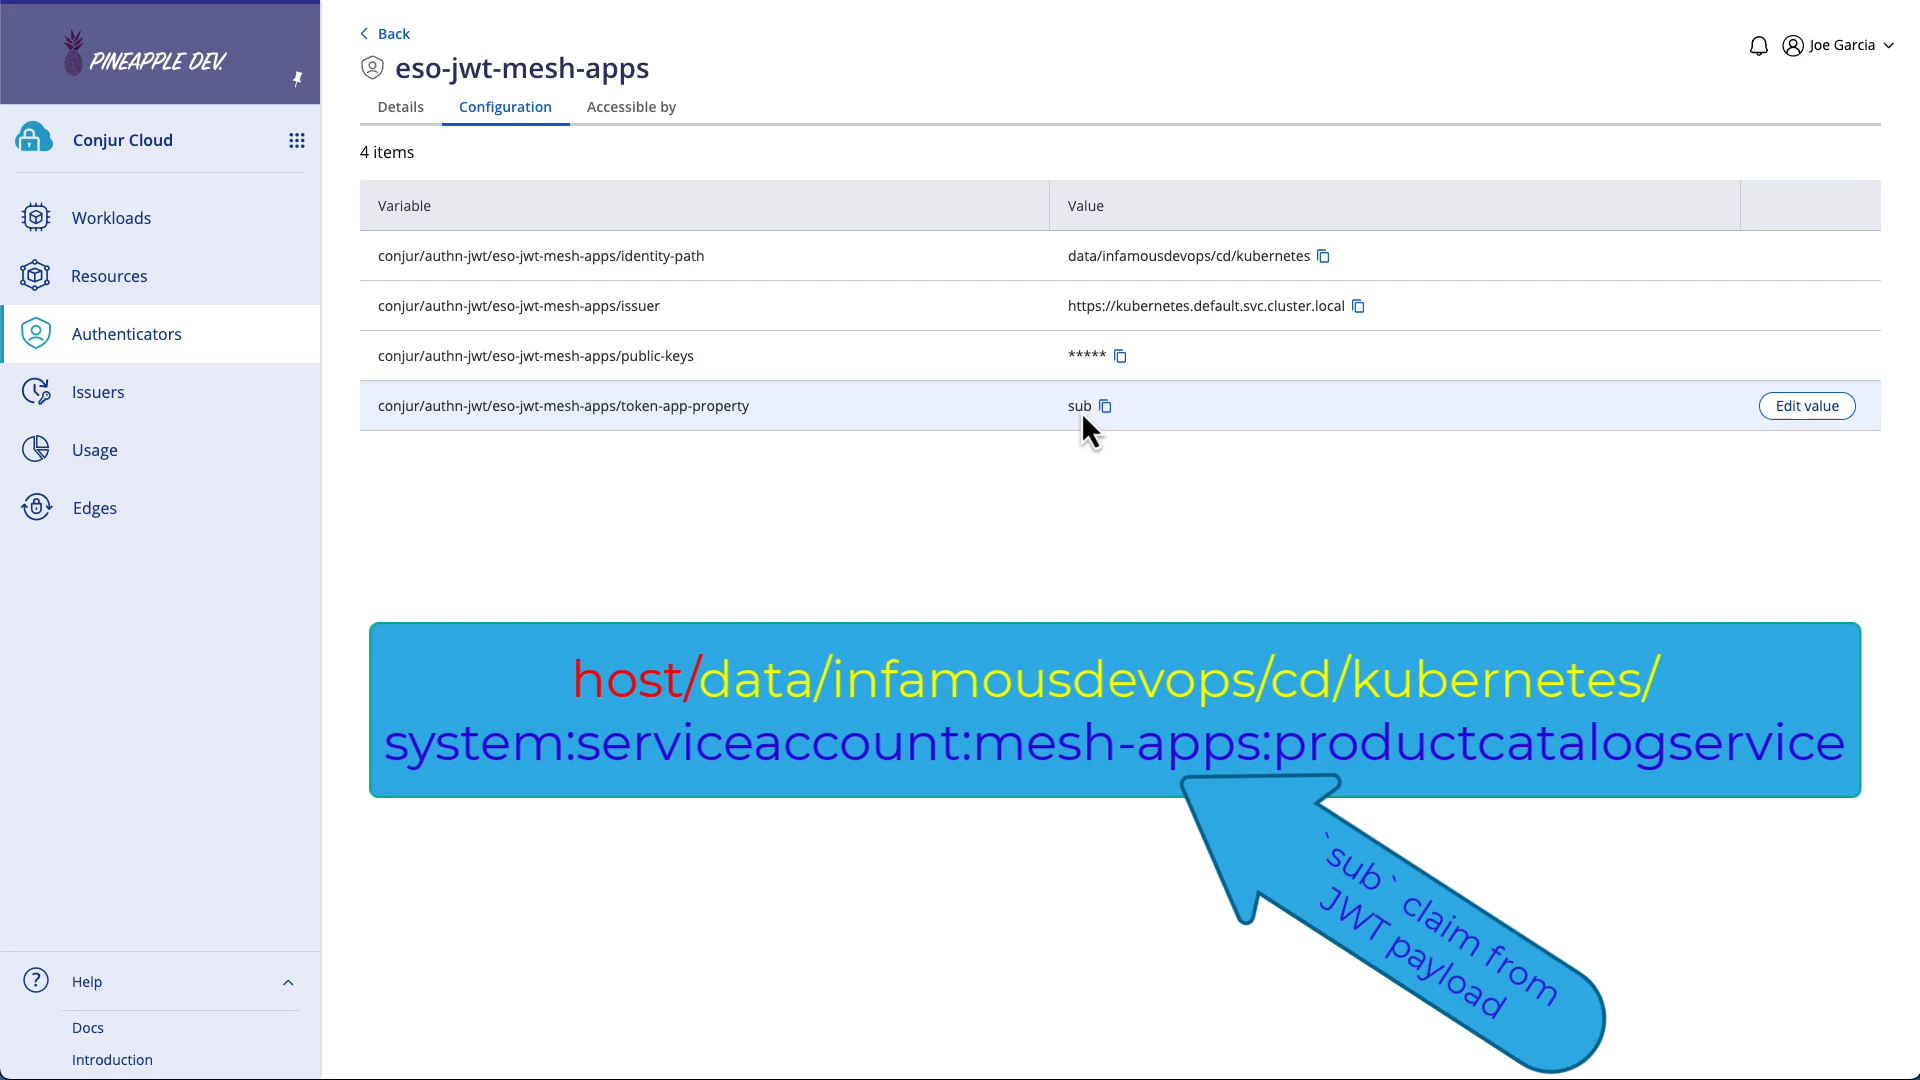 PINEAPPLE DEV.
Conjur Cloud
Workloads
Resources
Authenticators
Issuers
Usage
Edges
Help
Docs
Introduction
Back
eso-jwt-mesh-apps
Joe Garcia
Details Configuration Accessible by
4 items
Variable Value
conjur/authn-jwt/eso-jwt-mesh-apps/identity-path data/infamousdevops/cd/kubernetes
conjur/authn-jwt/eso-jwt-mesh-apps/issuer https://kubernetes.default.svc.cluster.local
conjur/authn-jwt/eso-jwt-mesh-apps/public-keys *****
conjur/authn-jwt/eso-jwt-mesh-apps/token-app-property sub Edit value
host/data/infamousdevops/cd/kubernetes/
system:serviceaccount:mesh-apps:productcatalogservice
`sub` claim from
JWT payload